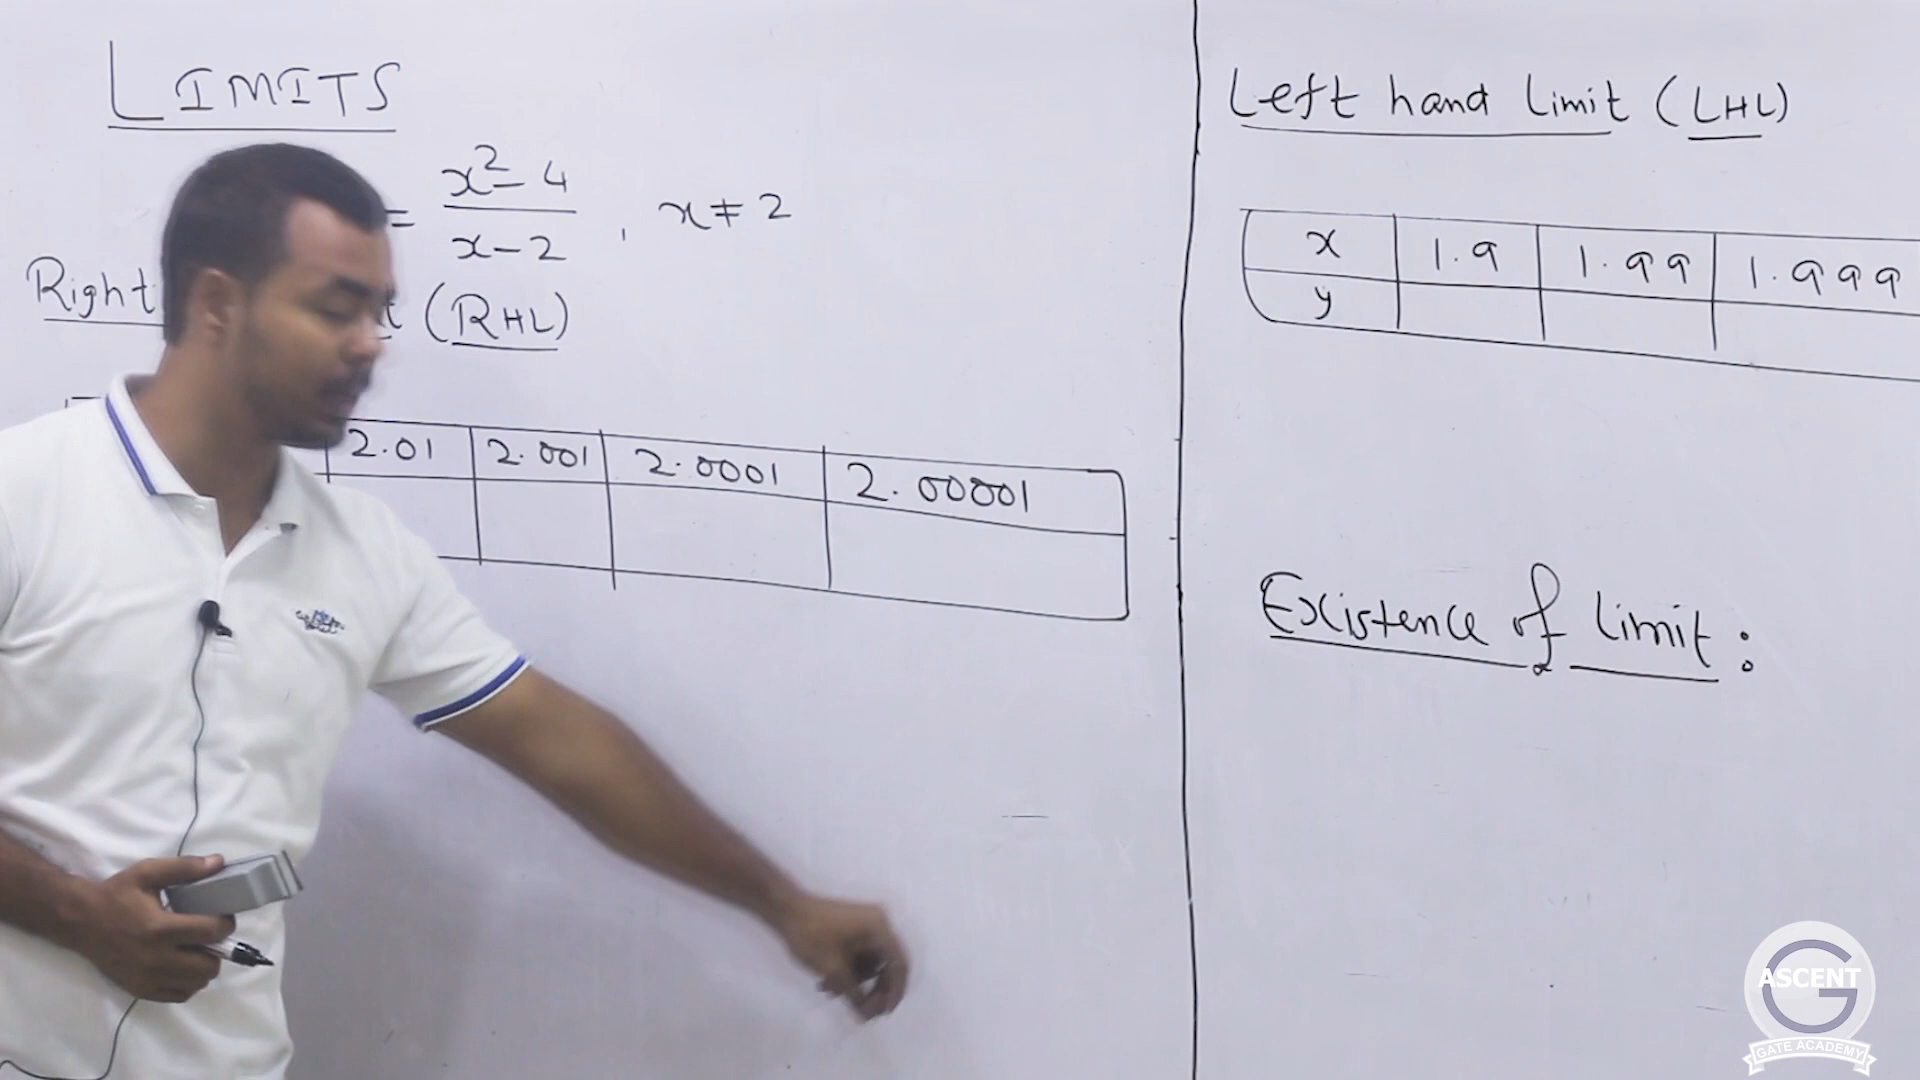 LIMITS
= x² - 4 / x - 2 , x ≠ 2
Right (RHL)
2.01 2.001 2.0001 2.00001
Left hand limit (LHL)
x 1.9 1.99 1.999
y
Existence of limit :
ASCENT
GATE ACADEMY